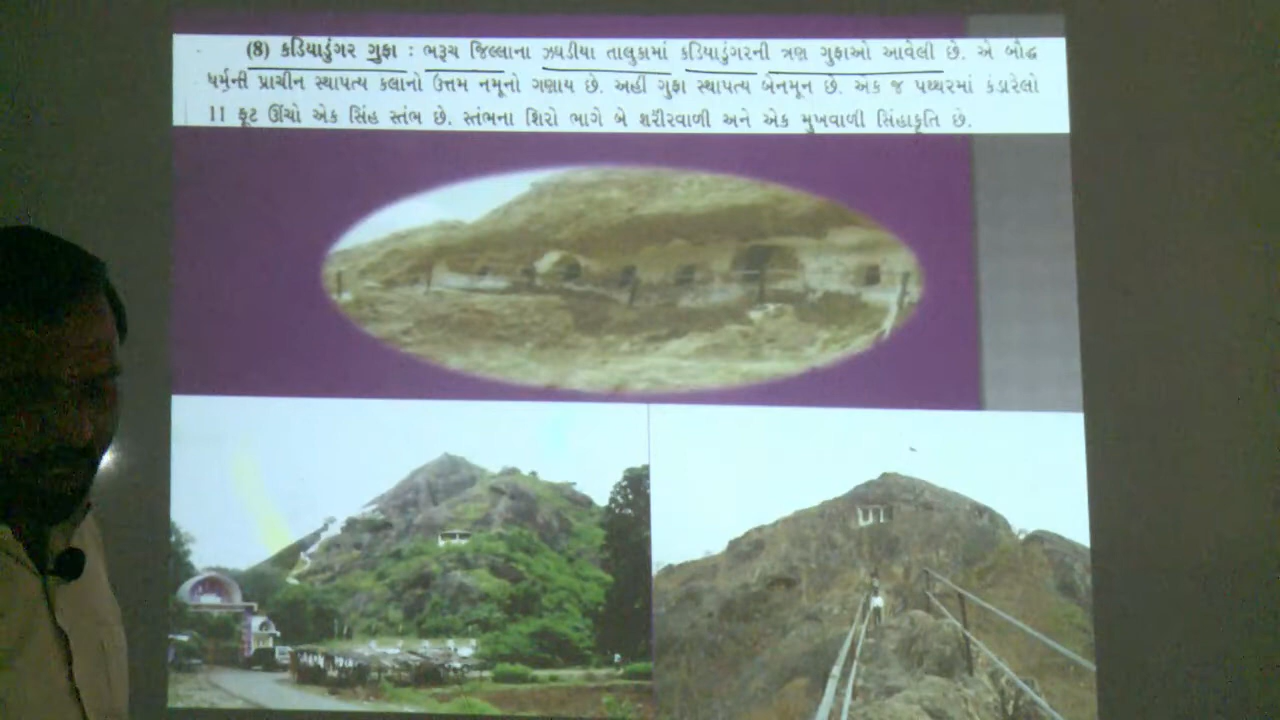 (8) કડિયાડુંગર ગુફા : ભરૂચ જિલ્લાના ઝઘડીયા તાલુકામાં કડિયાડુંગરની ત્રણ ગુફાઓ આવેલી છે. એ બૌદ્ધ
ધર્મની પ્રાચીન સ્થાપત્ય કલાનો ઉત્તમ નમૂનો ગણાય છે. અહીં ગુફા સ્થાપત્ય બેનમૂન છે. એક જ પથ્થરમાં કંડારેલો
11 ફૂટ ઊંચો એક સિંહ સ્તંભ છે. સ્તંભના શિરો ભાગે બે શરીરવાળી અને એક મુખવાળી સિંહાકૃતિ છે.